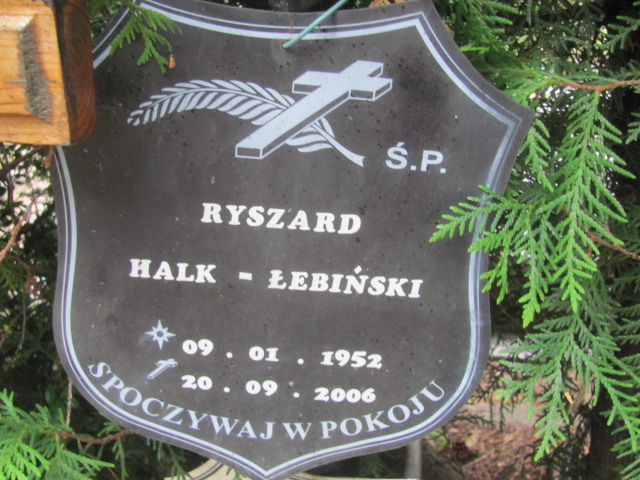 Ś.P.
RYSZARD
HALK - ŁEBIŃSKI
09 . 01 . 1952
20 . 09 . 2006
SPOCZYWAJ W POKOJU